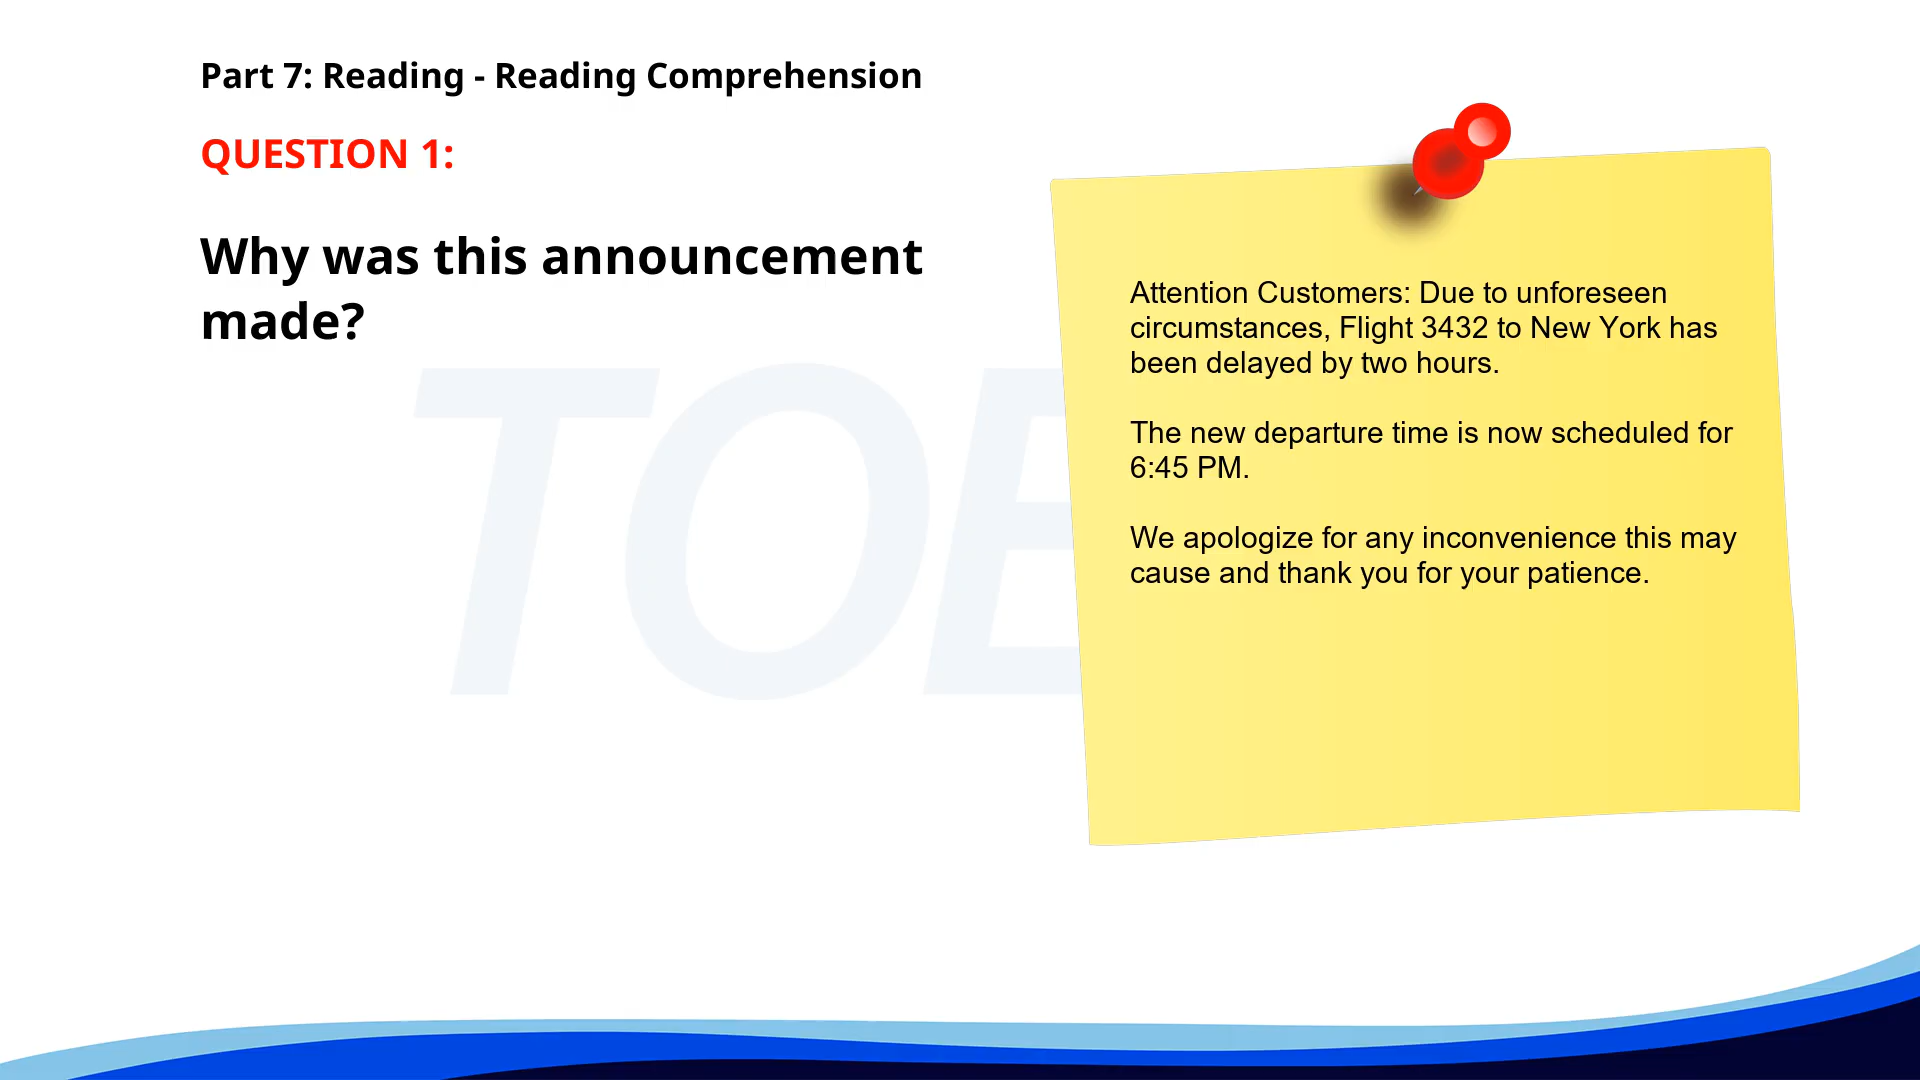 Part 7: Reading - Reading Comprehension
QUESTION 1:
Why was this announcement
made?
Attention Customers: Due to unforeseen
circumstances, Flight 3432 to New York has
been delayed by two hours.
The new departure time is now scheduled for
6:45 PM.
We apologize for any inconvenience this may
cause and thank you for your patience.
TOE